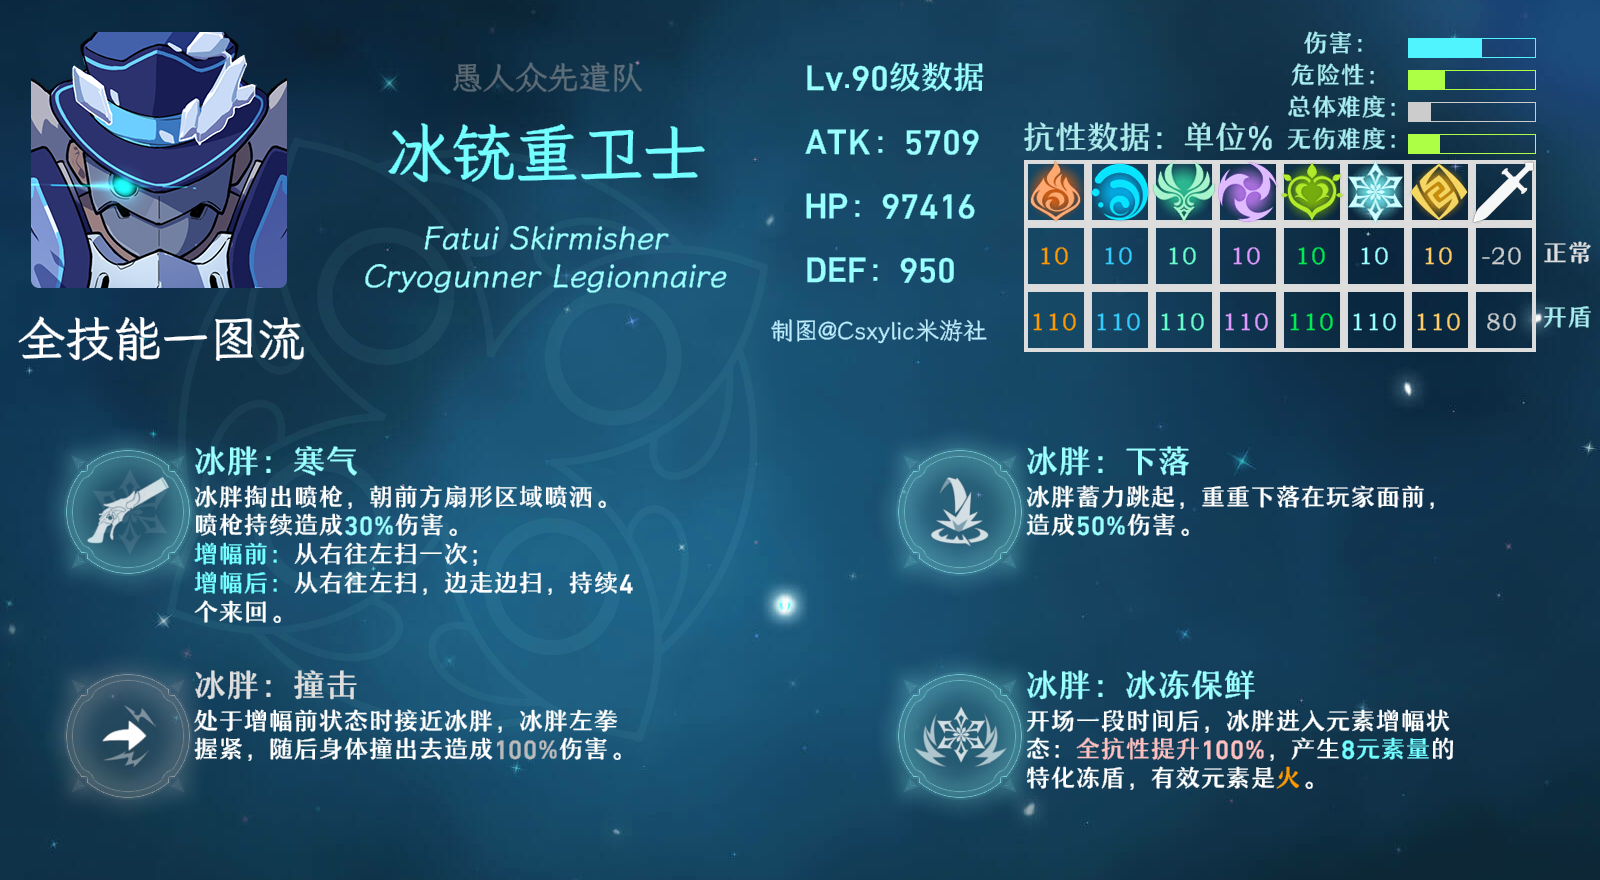 愚人众先遣队
冰铳重卫士
Fatui Skirmisher
Cryogunner Legionnaire
全技能一图流
Lv.90级数据
ATK：5709
HP：97416
DEF：950
制图@Csxylic米游社
伤害：
危险性：
总体难度：
无伤难度：
抗性数据：单位%
10 10 10 10 10 10 10 -20 正常
110 110 110 110 110 110 110 80 开盾
冰胖：寒气
冰胖掏出喷枪，朝前方扇形区域喷洒。
喷枪持续造成30%伤害。
增幅前：从右往左扫一次；
增幅后：从右往左扫，边走边扫，持续4
个来回。
冰胖：下落
冰胖蓄力跳起，重重下落在玩家面前，
造成50%伤害。
冰胖：撞击
处于增幅前状态时接近冰胖，冰胖左拳
握紧，随后身体撞出去造成100%伤害。
冰胖：冰冻保鲜
开场一段时间后，冰胖进入元素增幅状
态：全抗性提升100%，产生8元素量的
特化冻盾，有效元素是火。